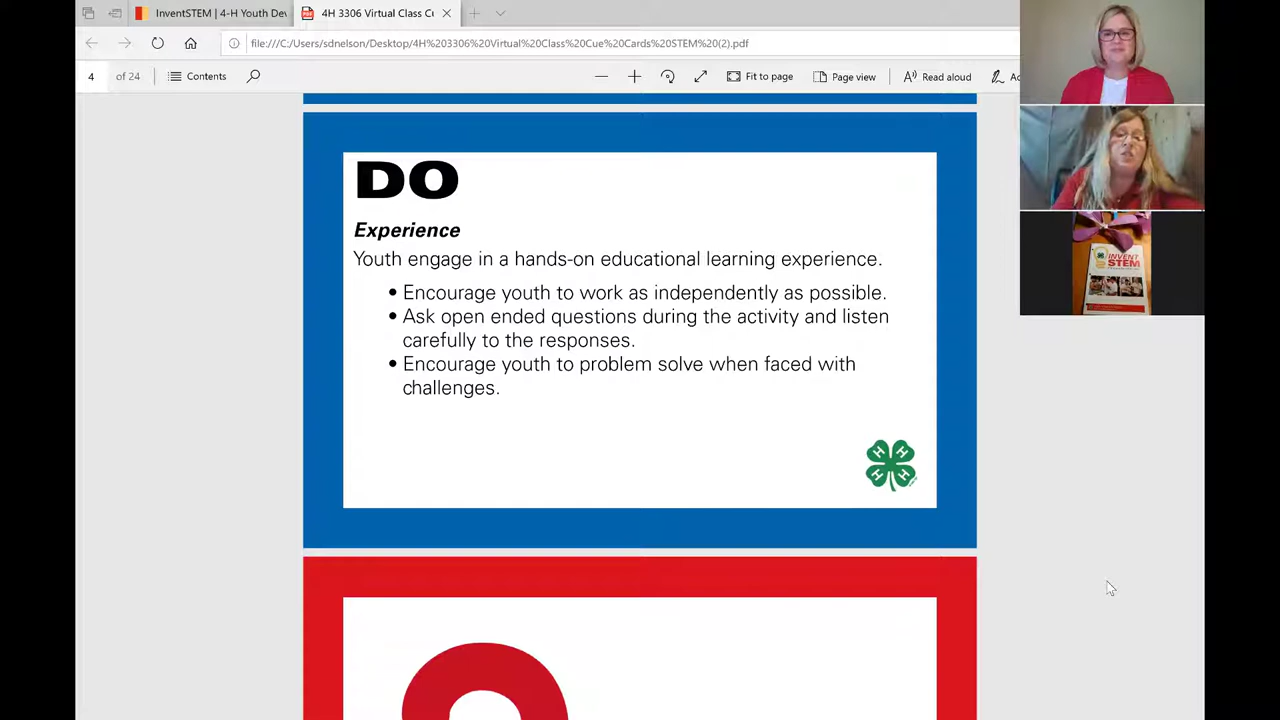 InventSTEM | 4-H Youth Dev
4H 3306 Virtual Class Cu
file:///C:/Users/sdnelson/Desktop/4H%203306%20Virtual%20Class%20Cue%20Cards%20STEM%20(2).pdf
4 of 24 Contents Fit to page Page view Read aloud
DO
Experience
Youth engage in a hands-on educational learning experience.
• Encourage youth to work as independently as possible.
• Ask open ended questions during the activity and listen
carefully to the responses.
• Encourage youth to problem solve when faced with
challenges.
H H
H H
INVENT
STEM